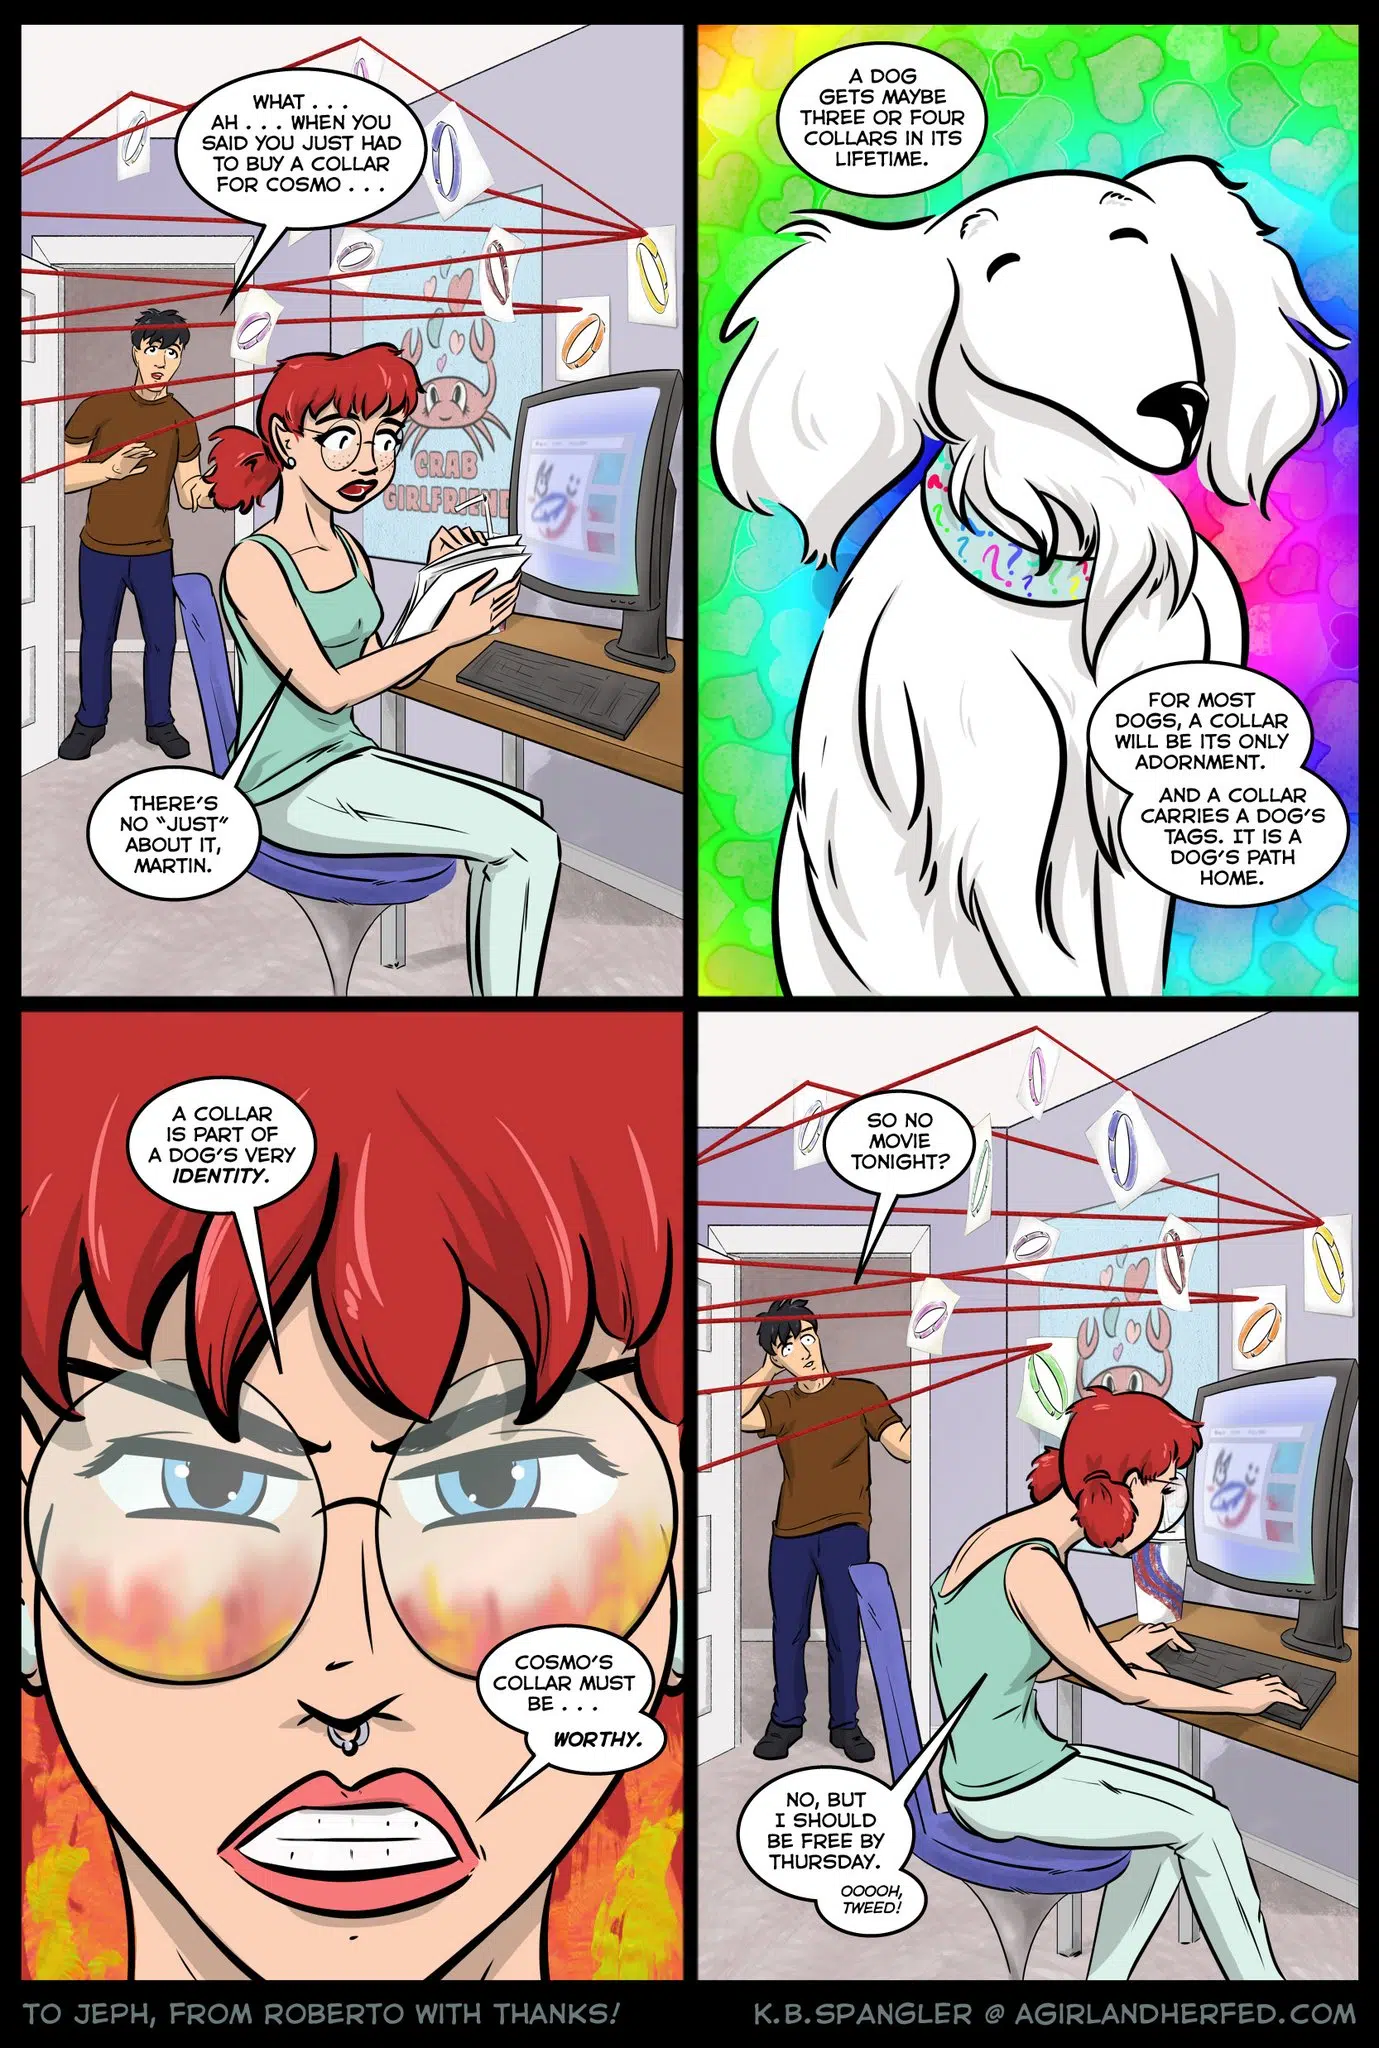 WHAT . . .
AH . . . WHEN YOU
SAID YOU JUST HAD
TO BUY A COLLAR
FOR COSMO . . .
CRAB
GIRLFRIEND
THERE'S
NO "JUST"
ABOUT IT,
MARTIN.
A DOG
GETS MAYBE
THREE OR FOUR
COLLARS IN ITS
LIFETIME.
FOR MOST
DOGS, A COLLAR
WILL BE ITS ONLY
ADORNMENT.
AND A COLLAR
CARRIES A DOG'S
TAGS. IT IS A
DOG'S PATH
HOME.
A COLLAR
IS PART OF
A DOG'S VERY
IDENTITY.
COSMO'S
COLLAR MUST
BE . . .
WORTHY.
SO NO
MOVIE
TONIGHT?
NO, BUT
I SHOULD
BE FREE BY
THURSDAY.
OOOOH,
TWEED!
TO JEPH, FROM ROBERTO WITH THANKS!
K.B.SPANGLER @ AGIRLANDHERFED.COM